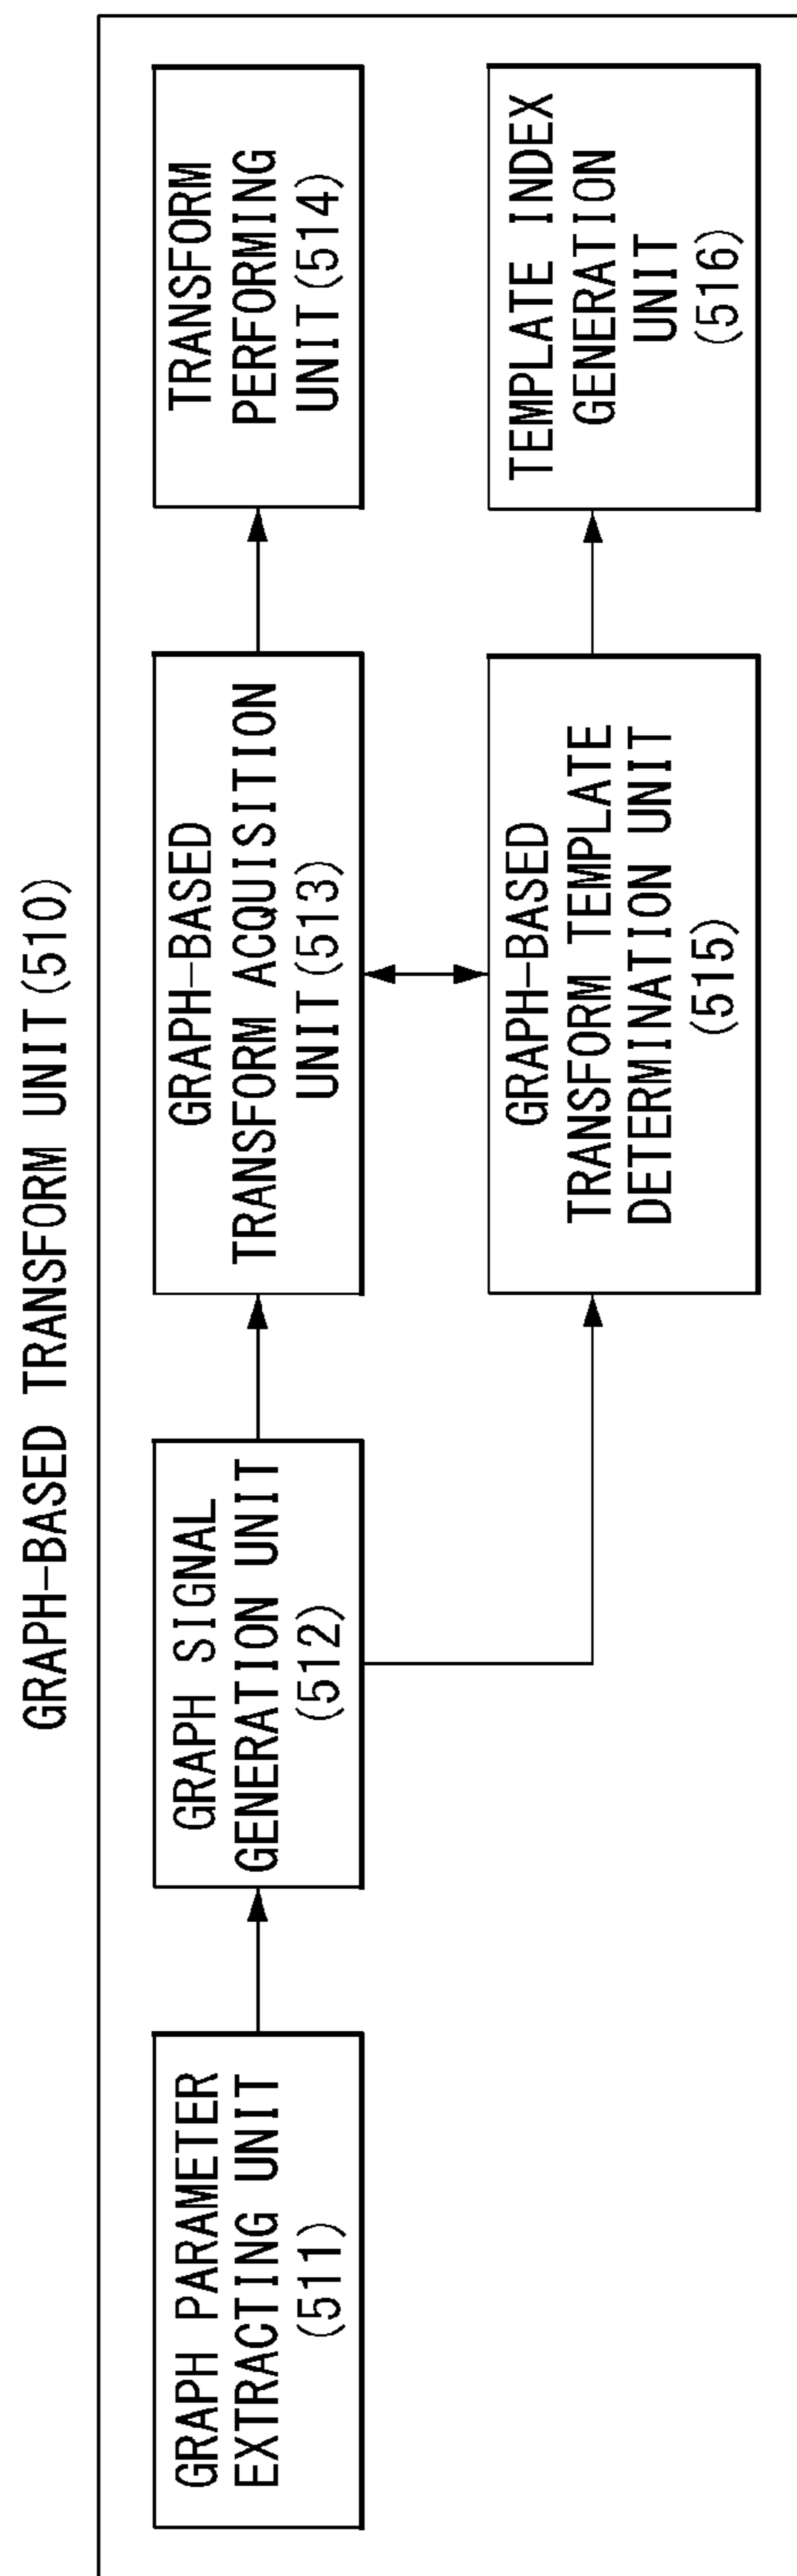 GRAPH-BASED TRANSFORM UNIT(510)
GRAPH PARAMETER
EXTRACTING UNIT
(511)
GRAPH SIGNAL
GENERATION UNIT
(512)
GRAPH-BASED
TRANSFORM ACQUISITION
UNIT(513)
TRANSFORM
PERFORMING
UNIT(514)
GRAPH-BASED
TRANSFORM TEMPLATE
DETERMINATION UNIT
(515)
TEMPLATE INDEX
GENERATION
UNIT
(516)